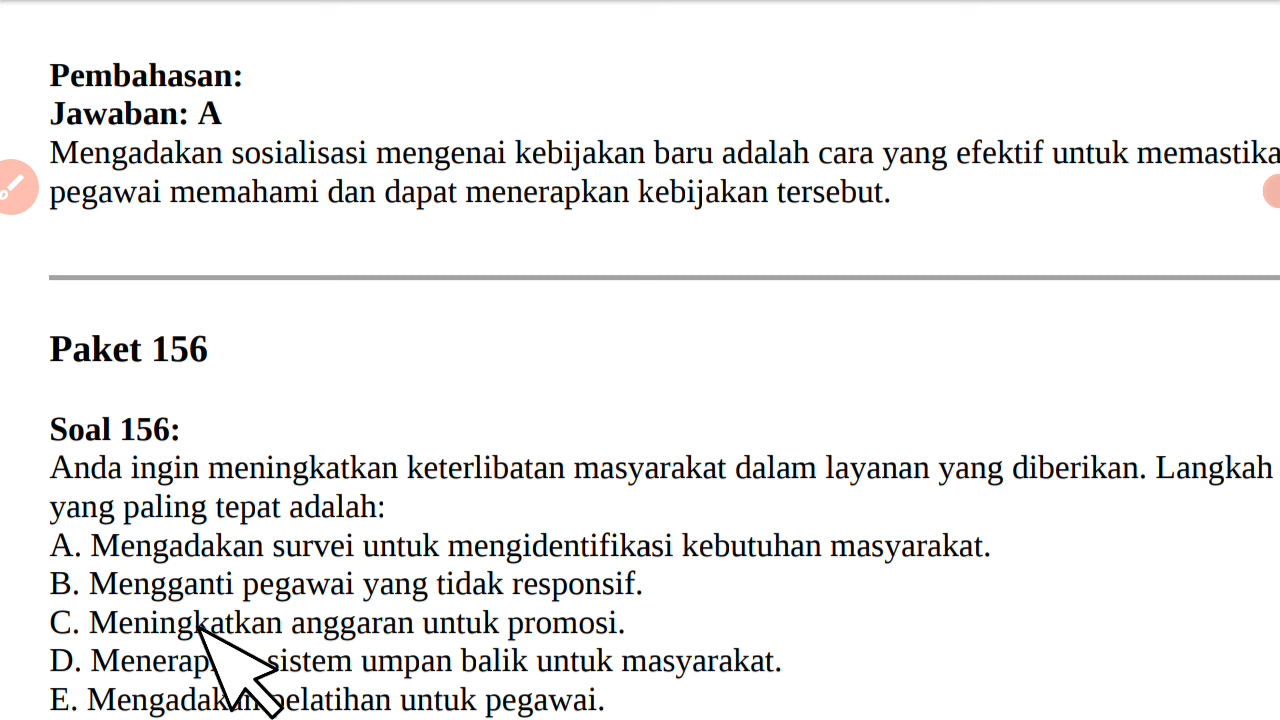 Pembahasan:
Jawaban: A
Mengadakan sosialisasi mengenai kebijakan baru adalah cara yang efektif untuk
pegawai memahami dan dapat menerapkan kebijakan tersebut.
Paket 156
Soal 156:
Anda ingin meningkatkan keterlibatan masyarakat dalam layanan yang diberikan. Langkah
yang paling tepat adalah:
A. Mengadakan survei untuk mengidentifikasi kebutuhan masyarakat.
B. Mengganti pegawai yang tidak responsif.
C. Meningkatkan anggaran untuk promosi.
D. sistem umpan balik untuk masyarakat.
E. Mengadakan pelatihan untuk pegawai.